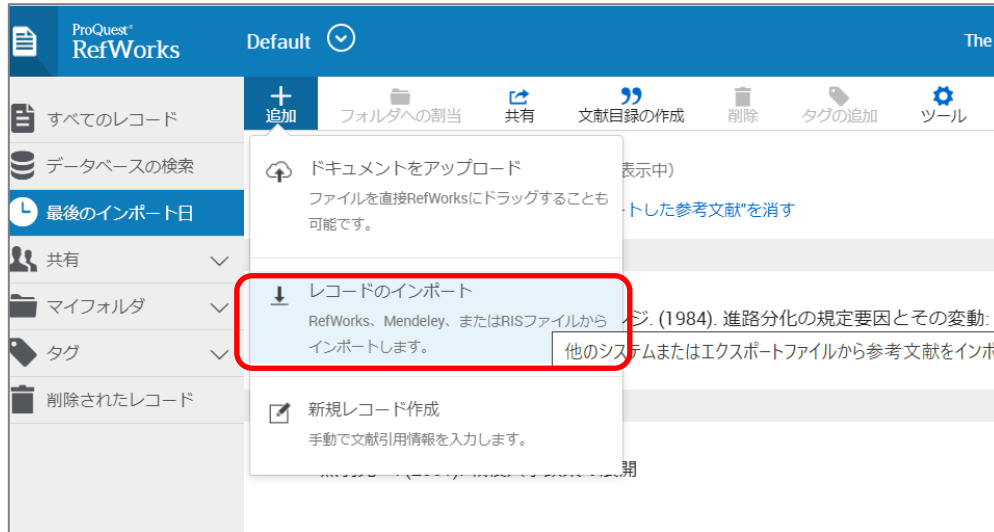 ProQuest®
RefWorks
Default
The
追加
フォルダへの割当
共有
文献目録の作成
削除
タグの追加
ツール
すべてのレコード
データベースの検索
最後のインポート日
共有
マイフォルダ
タグ
削除されたレコード
ドキュメントをアップロード
ファイルを直接RefWorksにドラッグすることも
可能です。
表示中)
トした参考文献"を消す
レコードのインポート
RefWorks、Mendeley、またはRISファイルから
インポートします。
ジ. (1984). 進路分化の規定要因とその変動:
他のシステムまたはエクスポートファイルから参考文献をインポ
新規レコード作成
手動で文献引用情報を入力します。
展開